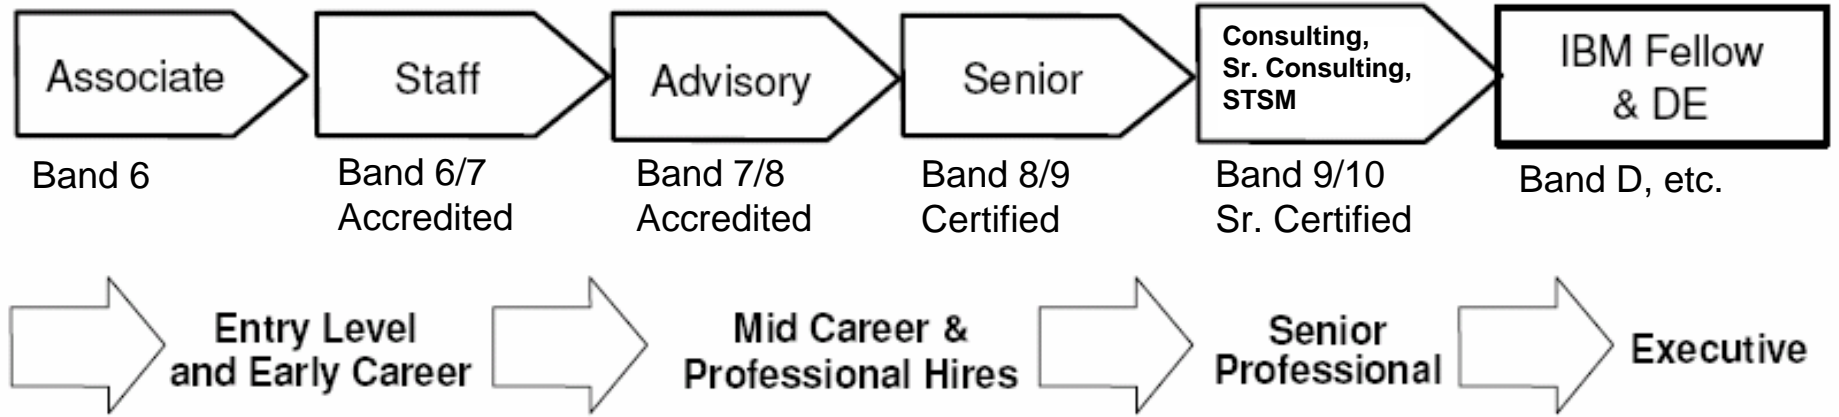 Associate
Staff
Advisory
Senior
Consulting,
Sr. Consulting,
STSM
IBM Fellow
& DE
Band 6
Band 6/7
Accredited
Band 7/8
Accredited
Band 8/9
Certified
Band 9/10
Sr. Certified
Band D, etc.
Entry Level
and Early Career
Mid Career &
Professional Hires
Senior
Professional
Executive